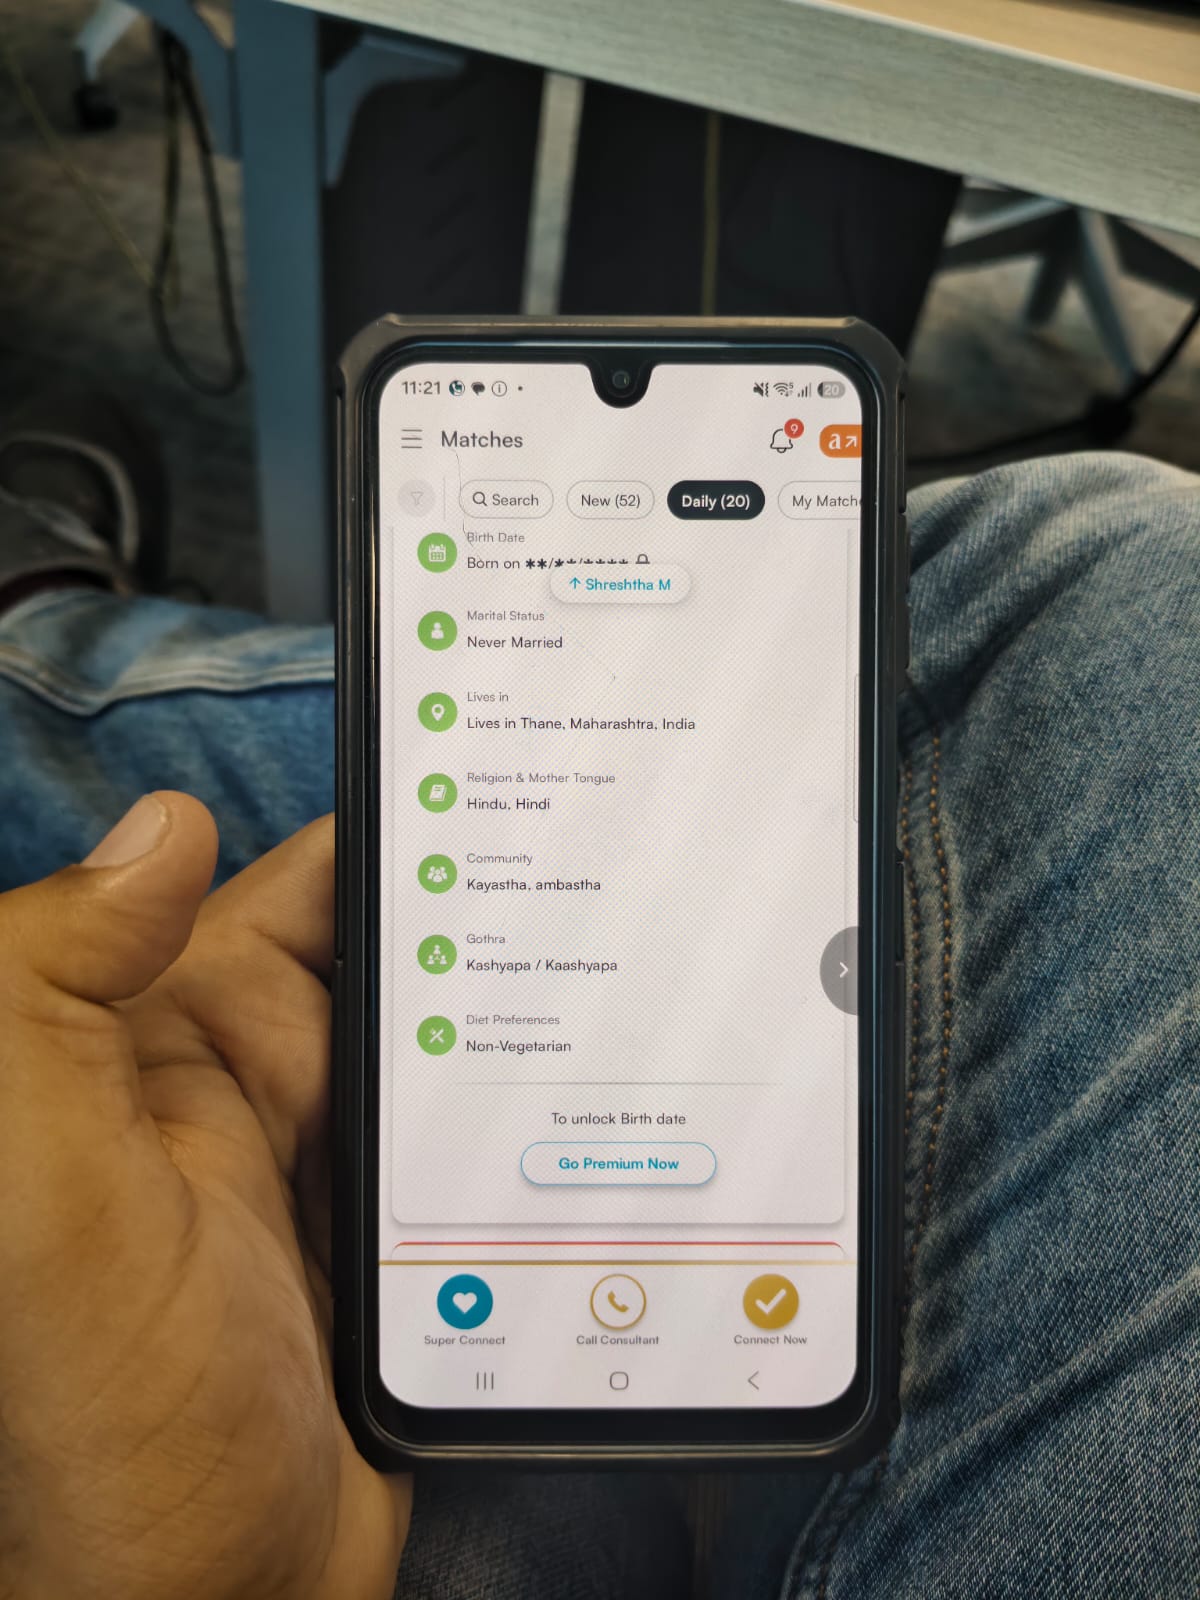 11:21
20
Matches
9
a
Search
New (52)
Daily (20)
My Matche
Birth Date
Born on **/**/****
↑ Shreshtha M
Marital Status
Never Married
Lives in
Lives in Thane, Maharashtra, India
Religion & Mother Tongue
Hindu, Hindi
Community
Kayastha, ambastha
Gothra
Kashyapa / Kaashyapa
Diet Preferences
Non-Vegetarian
To unlock Birth date
Go Premium Now
Super Connect
Call Consultant
Connect Now